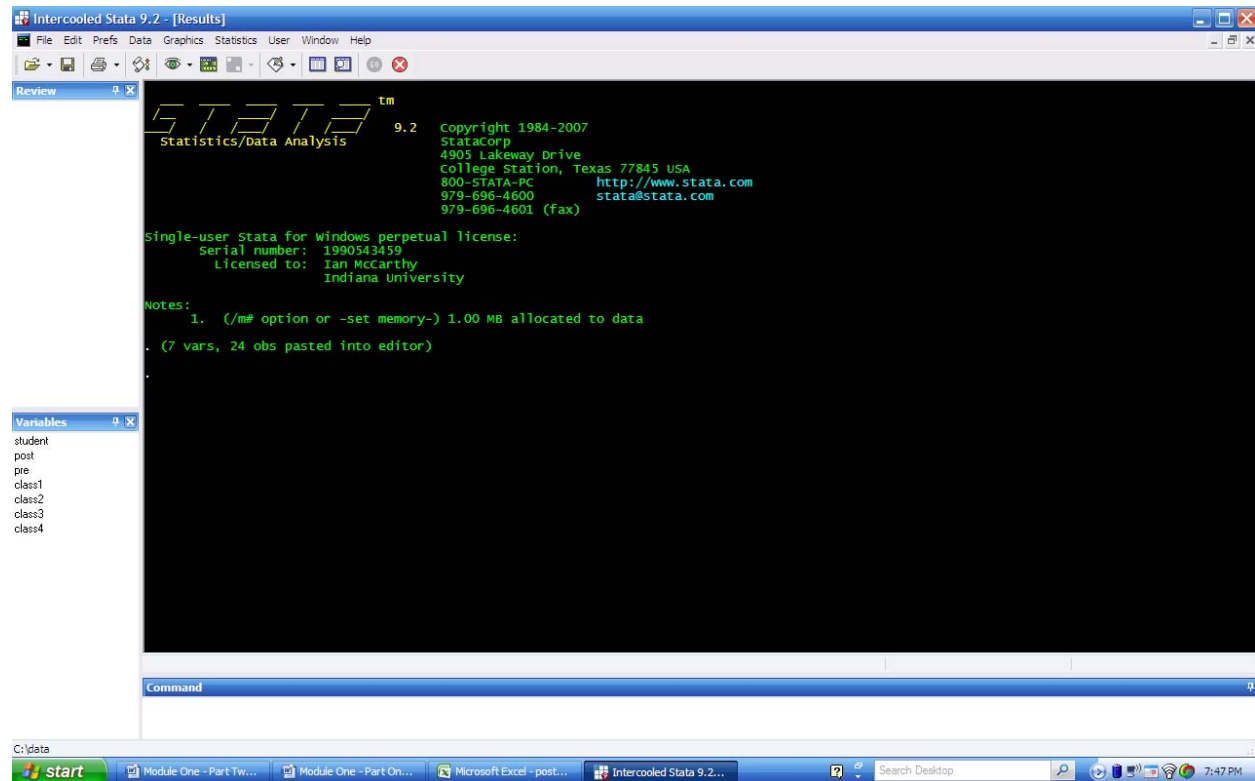 Intercooled Stata 9.2 - [Results]
File Edit Prefs Data Graphics Statistics User Window Help
Review
STATA tm
9.2 Copyright 1984-2007
Statistics/Data Analysis StataCorp
4905 Lakeway Drive
College Station, Texas 77845 USA
800-STATA-PC http://www.stata.com
979-696-4600 stata@stata.com
979-696-4601 (fax)
Single-user Stata for Windows perpetual license:
Serial number: 1990543459
Licensed to: Ian McCarthy
Indiana University
Notes:
1. (/m# option or -set memory-) 1.00 MB allocated to data
. (7 vars, 24 obs pasted into editor)
.
Variables
student
post
pre
class1
class2
class3
class4
Command
C:\data
start Module One - Part Tw... Module One - Part On... Microsoft Excel - post... Intercooled Stata 9.2... Search Desktop 7:47 PM